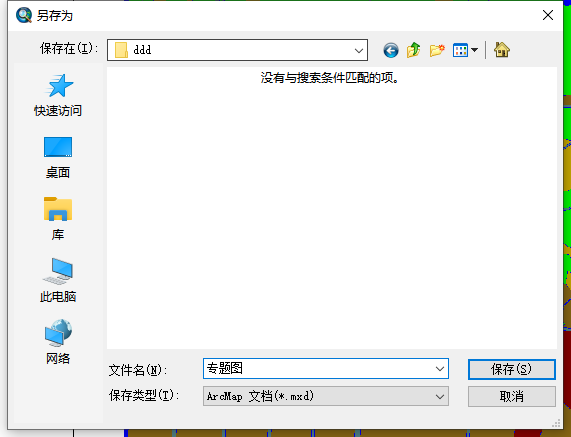 另存为
保存在(I):
ddd
没有与搜索条件匹配的项。
快速访问
桌面
库
此电脑
网络
文件名(N):
专题图
保存(S)
保存类型(T):
ArcMap 文档(*.mxd)
取消